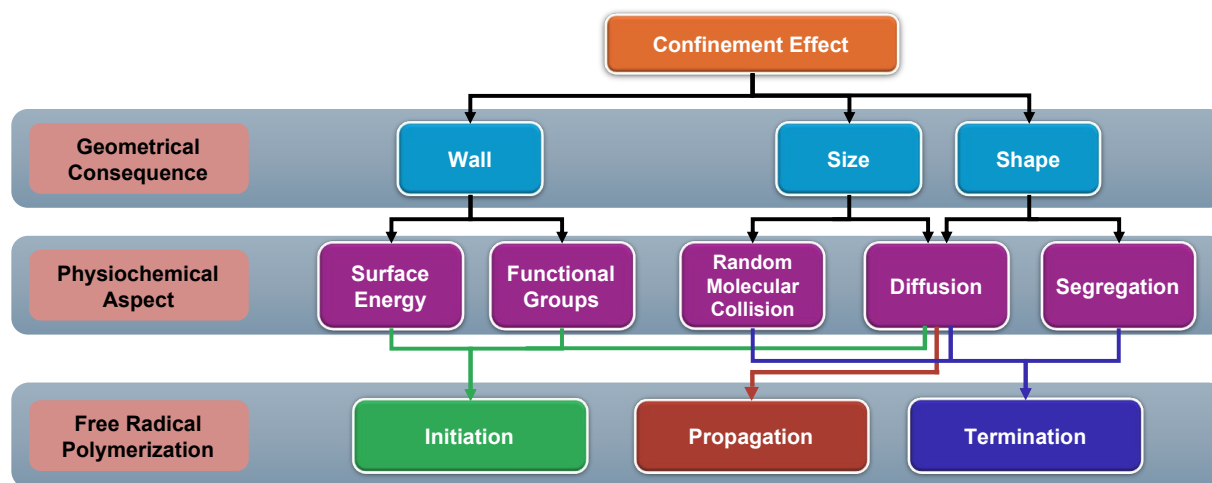 Confinement Effect
Geometrical
Consequence
Wall
Size
Shape
Physiochemical
Aspect
Surface
Energy
Functional
Groups
Random
Molecular
Collision
Diffusion
Segregation
Free Radical
Polymerization
Initiation
Propagation
Termination